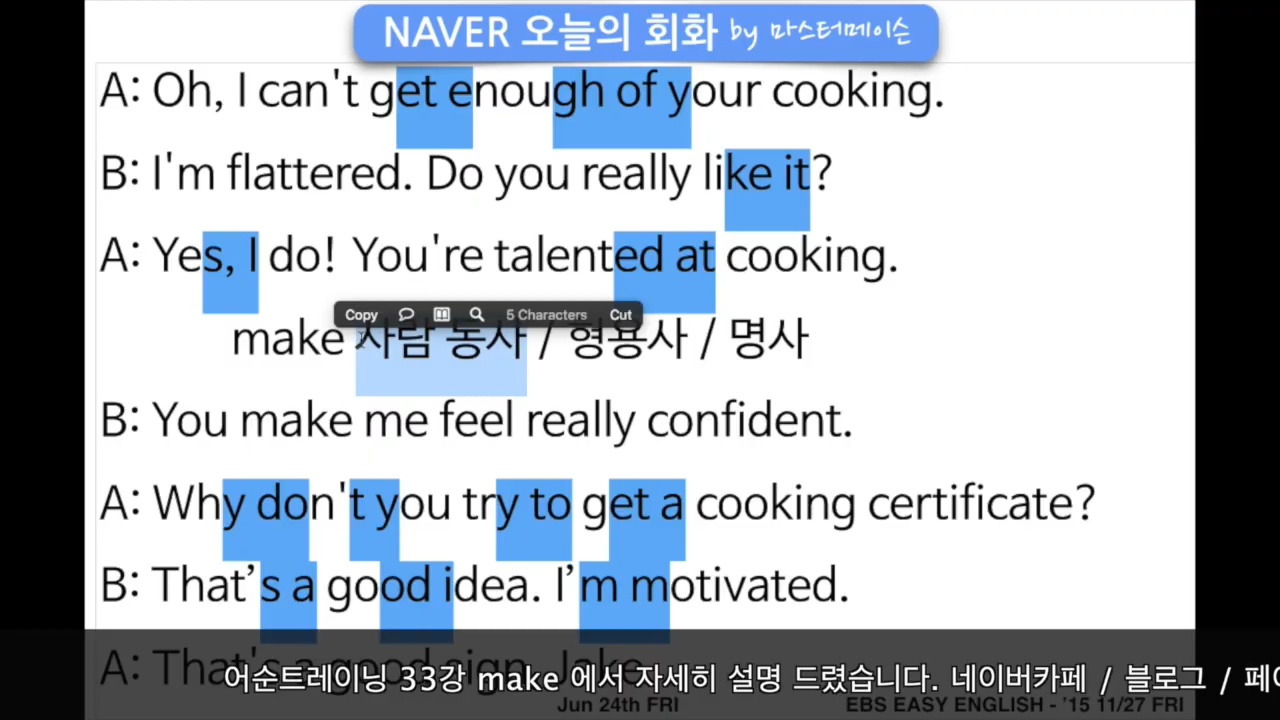 NAVER 오늘의 회화 by 마스터메이슨
A: Oh, I can't get enough of your cooking.
B: I'm flattered. Do you really like it?
A: Yes, I do! You're talented at cooking.
Copy 5 Characters Cut
make 사람 동사 / 형용사 / 명사
B: You make me feel really confident.
A: Why don't you try to get a cooking certificate?
B: That’s a good idea. I’m motivated.
A: That's a good sign, Jake.
어순트레이닝 33강 make 에서 자세히 설명 드렸습니다. 네이버카페 / 블로그 / 페이
Jun 24th FRI EBS EASY ENGLISH - '15 11/27 FRI